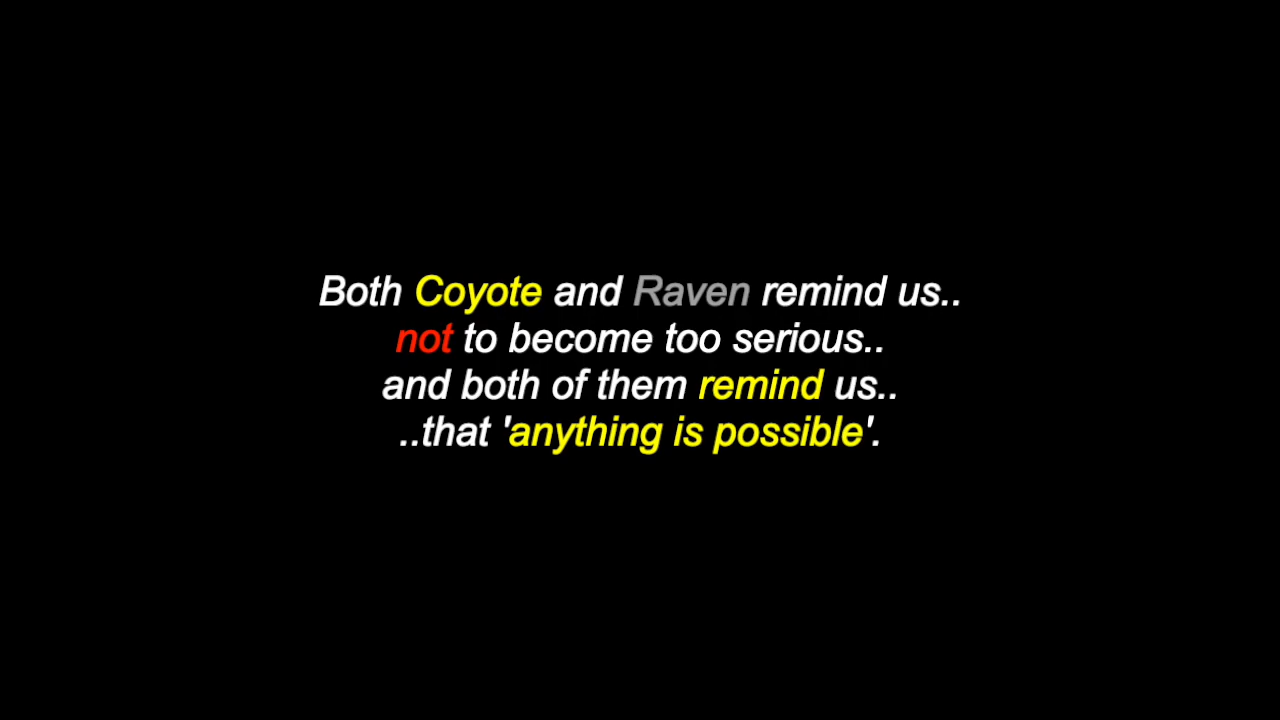 Both Coyote and Raven remind us..
not to become too serious..
and both of them remind us..
..that 'anything is possible'.